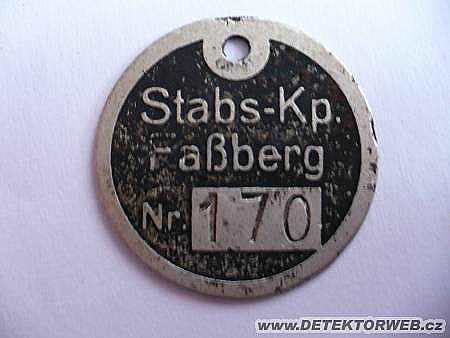 Stabs-Kp.
Faßberg
Nr. 170
www.DETEKTORWEB.cz